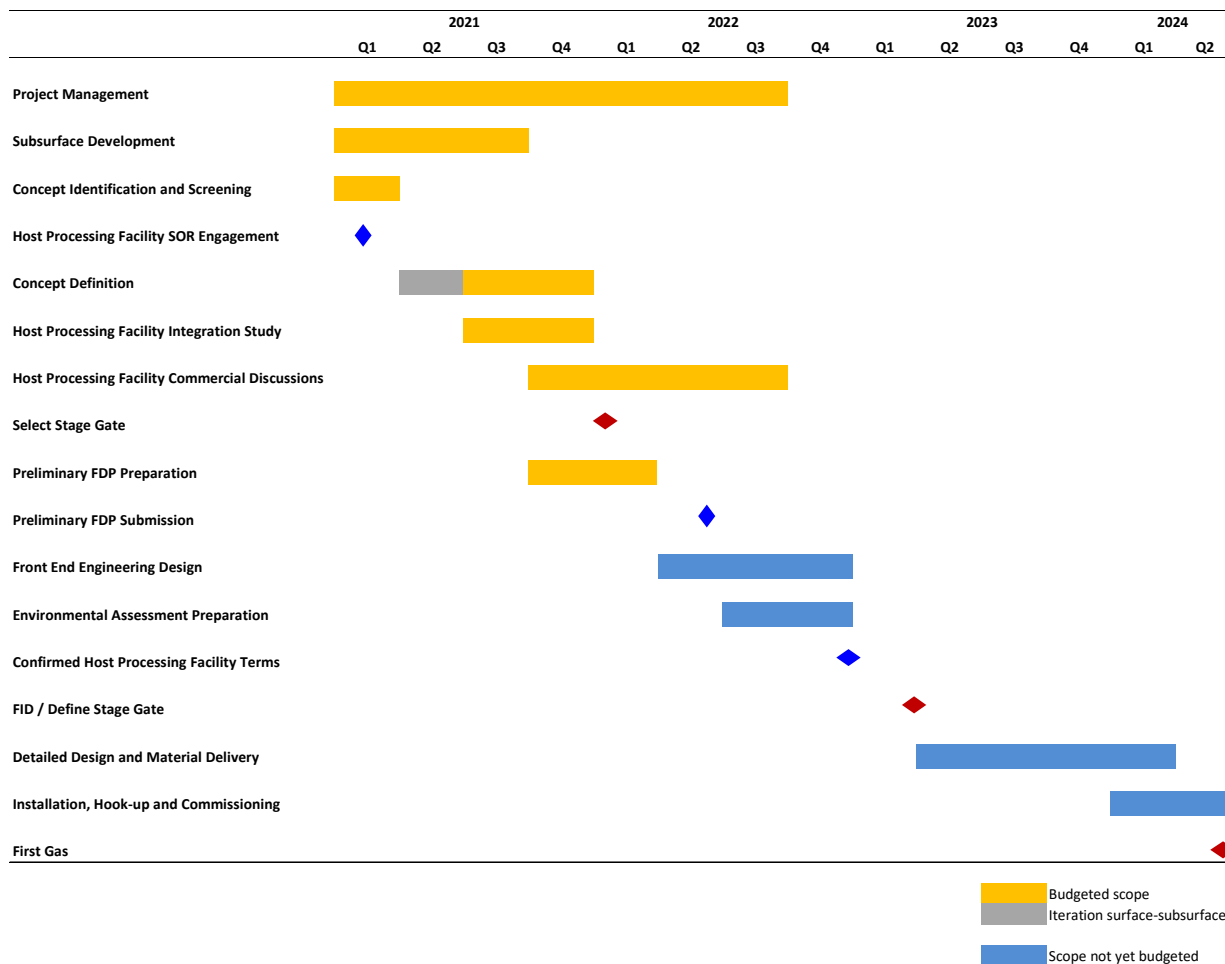 2021 2022 2023 2024
Q1 Q2 Q3 Q4 Q1 Q2 Q3 Q4 Q1 Q2 Q3 Q4 Q1 Q2
Project Management
Subsurface Development
Concept Identification and Screening
Host Processing Facility SOR Engagement
Concept Definition
Host Processing Facility Integration Study
Host Processing Facility Commercial Discussions
Select Stage Gate
Preliminary FDP Preparation
Preliminary FDP Submission
Front End Engineering Design
Environmental Assessment Preparation
Confirmed Host Processing Facility Terms
FID / Define Stage Gate
Detailed Design and Material Delivery
Installation, Hook-up and Commissioning
First Gas
Budgeted scope
Iteration surface-subsurface
Scope not yet budgeted